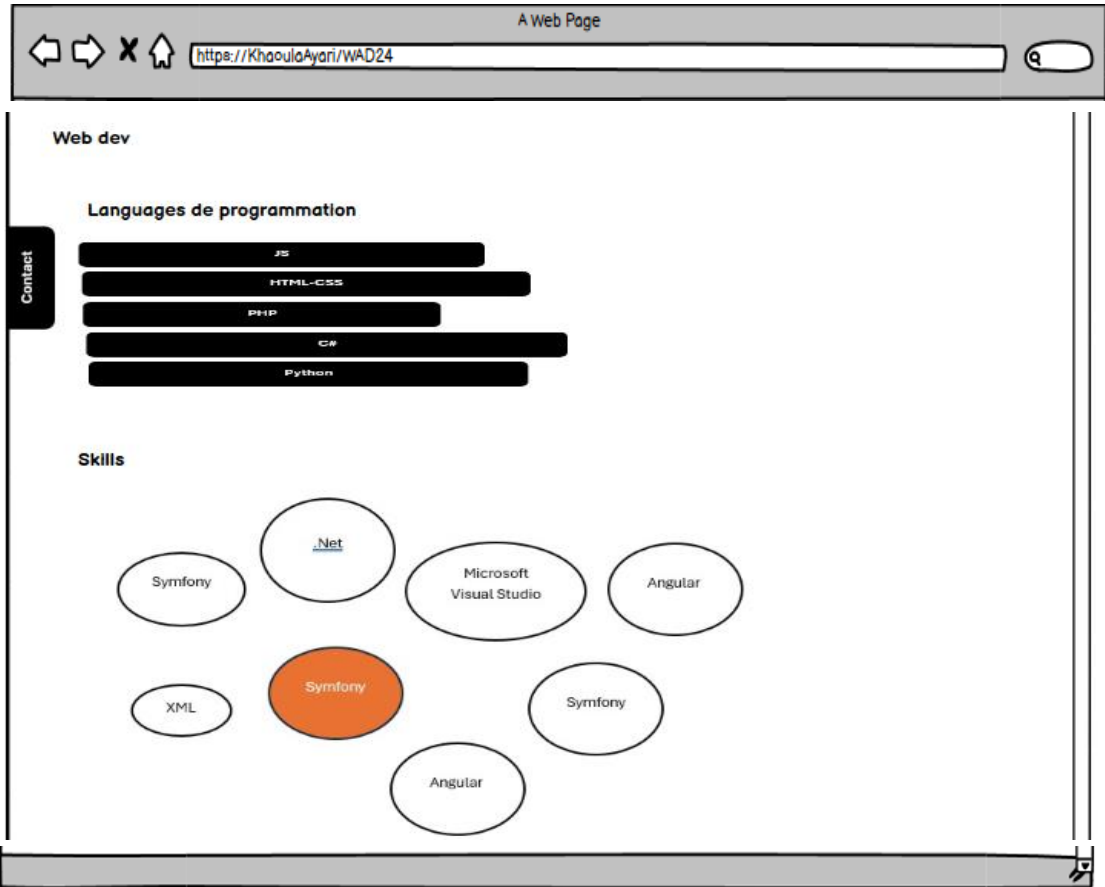 A Web Page
https://KhaoulaAyari/WAD24
Web dev
Languages de programmation
Contact
JS
HTML-CSS
PHP
C#
Python
Skills
.Net
Symfony
Microsoft
Visual Studio
Angular
Symfony
XML
Symfony
Angular